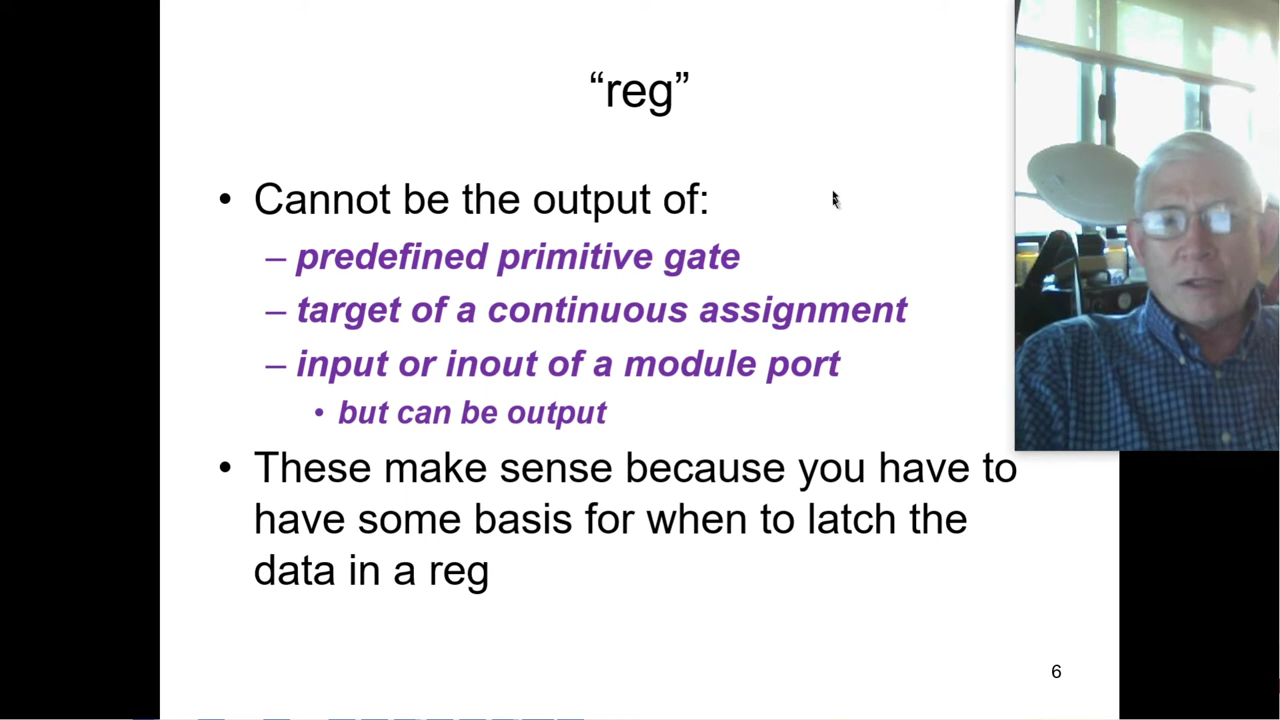 “reg”
• Cannot be the output of:
– predefined primitive gate
– target of a continuous assignment
– input or inout of a module port
• but can be output
• These make sense because you have to
have some basis for when to latch the
data in a reg
6